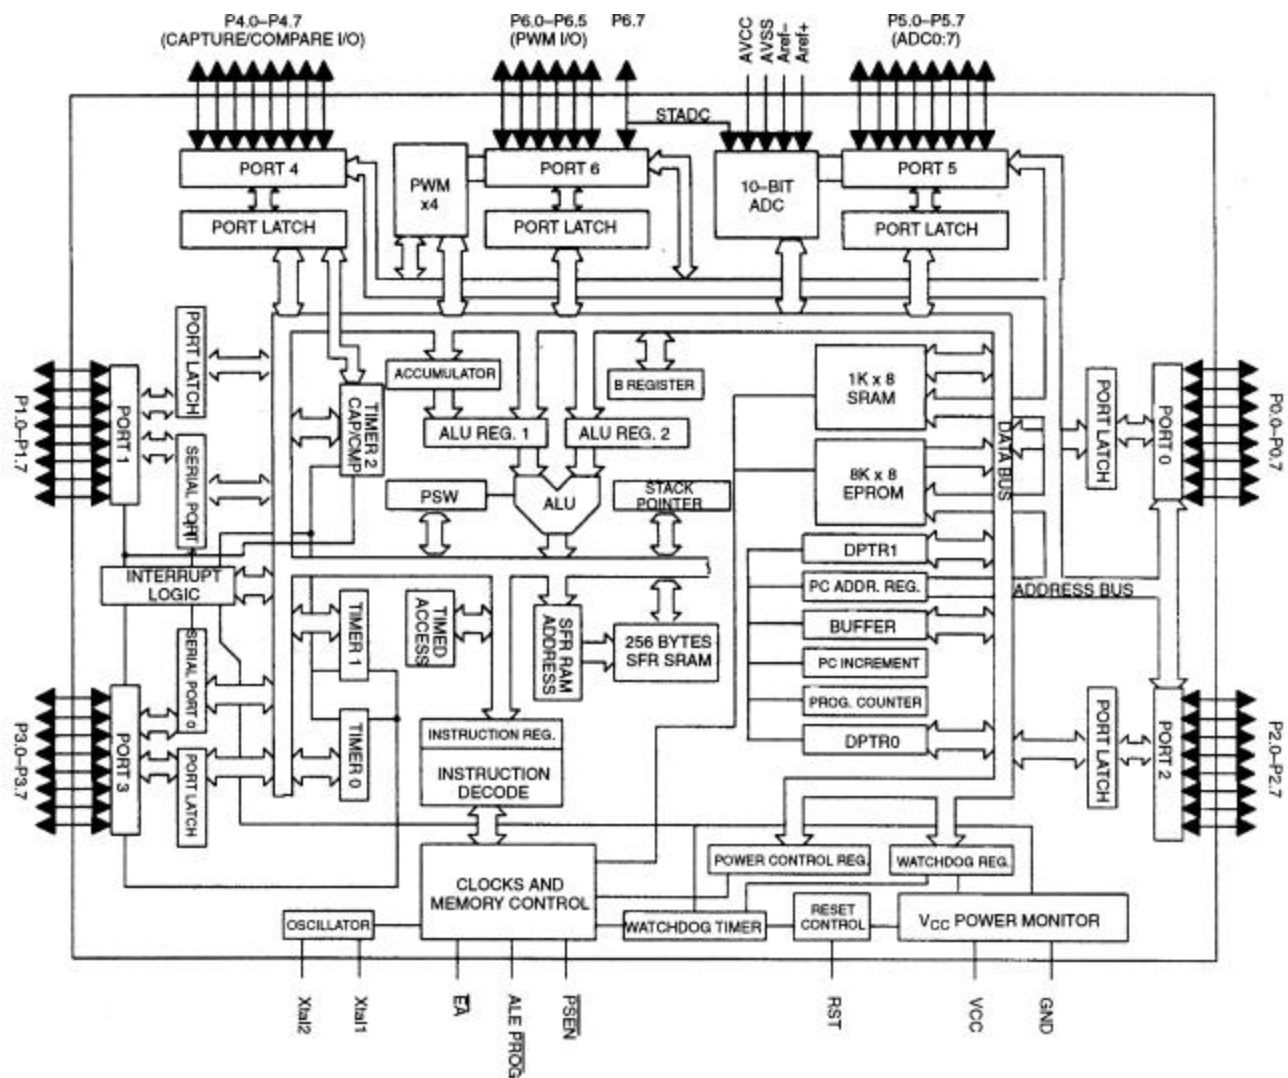 P4.0–P4.7
(CAPTURE/COMPARE I/O)
P6.0–P6.5
(PWM I/O)
P6.7
AVCC
AVSS
Aref–
Aref+
P5.0–P5.7
(ADC0:7)
STADC
PORT 4
PWM
x4
PORT 6
10–BIT
ADC
PORT 5
PORT LATCH
PORT LATCH
PORT LATCH
PORT LATCH
ACCUMULATOR
B REGISTER
1K x 8
SRAM
P1.0–P1.7
PORT 1
TIMER 2
CAP/CMP
ALU REG. 1
ALU REG. 2
DATA BUS
PORT LATCH
PORT 0
P0.0–P0.7
SERIAL PORT
PSW
ALU
STACK
POINTER
8K x 8
EPROM
DPTR1
INTERRUPT
LOGIC
PC ADDR. REG.
ADDRESS BUS
TIMER 1
TIMED
ACCESS
SFR RAM
ADDRESS
256 BYTES
SFR SRAM
BUFFER
PC INCREMENT
SERIAL PORT 0
PROG. COUNTER
P3.0–P3.7
PORT 3
PORT LATCH
TIMER 0
INSTRUCTION REG.
INSTRUCTION
DECODE
DPTR0
PORT LATCH
PORT 2
P2.0–P2.7
CLOCKS AND
MEMORY CONTROL
POWER CONTROL REG.
WATCHDOG REG.
OSCILLATOR
WATCHDOG TIMER
RESET
CONTROL
VCC POWER MONITOR
Xtal2
Xtal1
EA
ALE PROG
PSEN
RST
VCC
GND